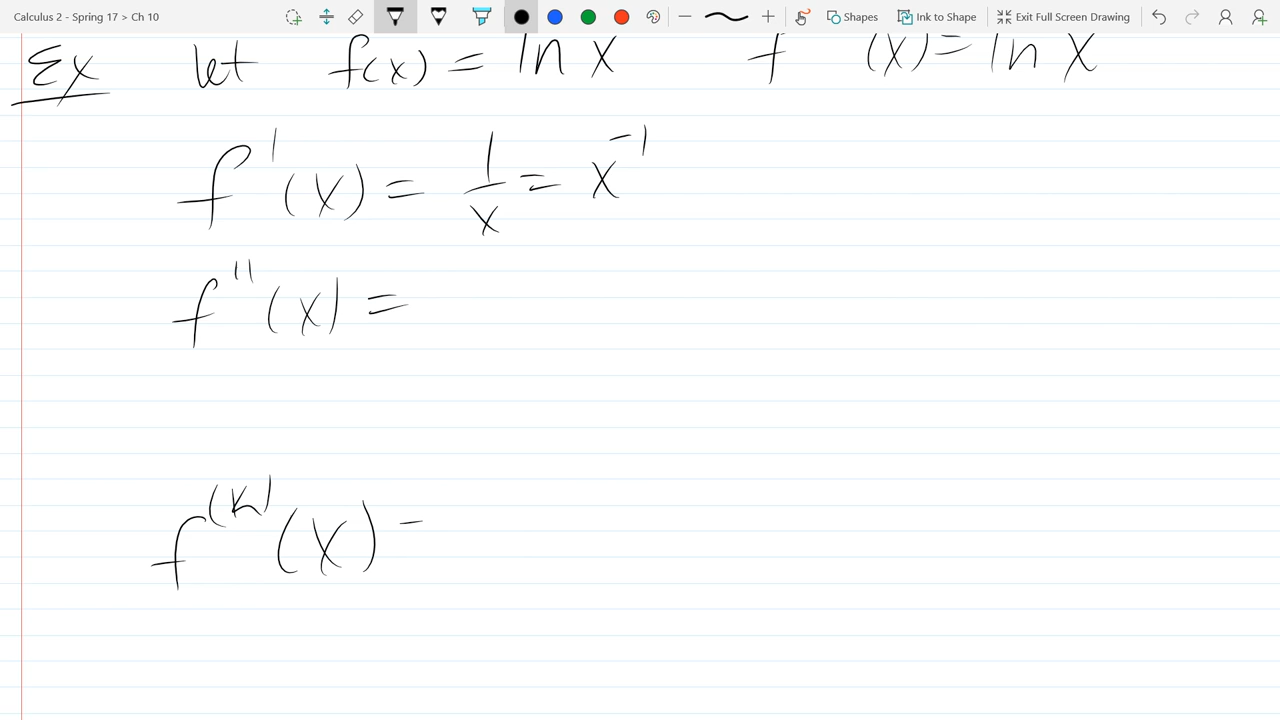 Calculus 2 - Spring 17 > Ch 10 Shapes Ink to Shape Exit Full Screen Drawing
Ex let f(x) = ln x f (x) = ln x
f'(x) = 1/x = x^-1
f''(x) =
f^(k)(x) -